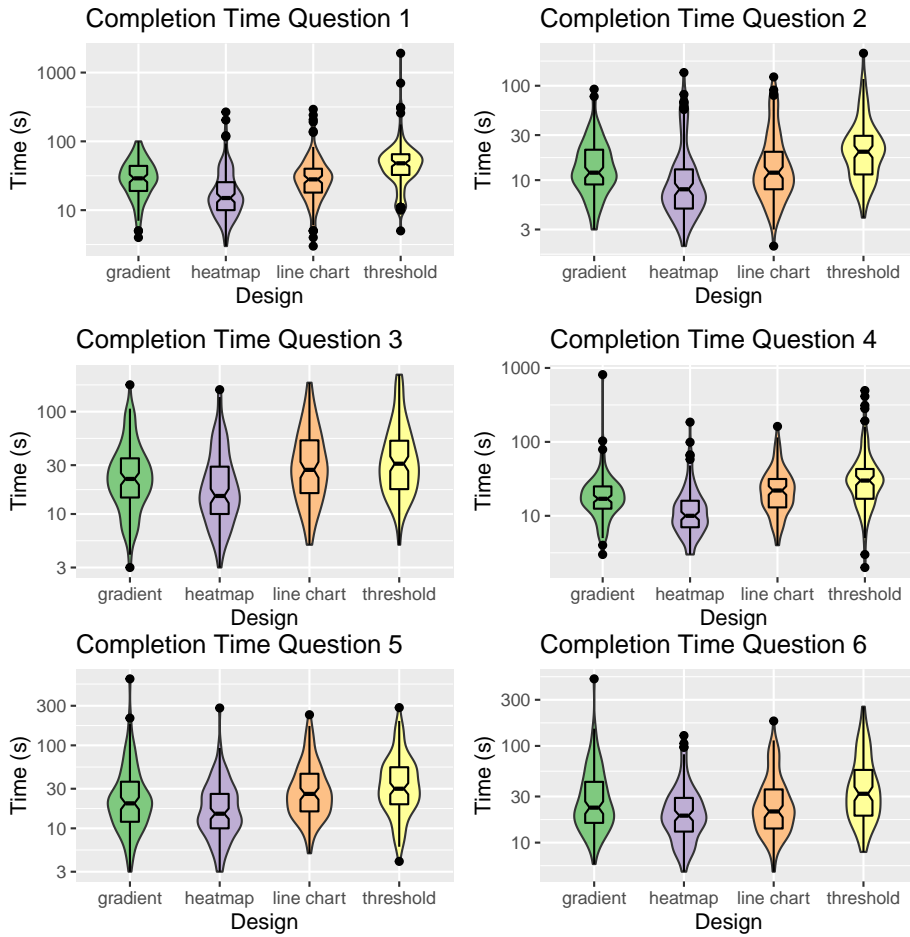 Completion Time Question 1
Time (s)
1000
100
10
gradient heatmap line chart threshold
Design
Completion Time Question 2
Time (s)
100
30
10
3
gradient heatmap line chart threshold
Design
Completion Time Question 3
Time (s)
100
30
10
3
gradient heatmap line chart threshold
Design
Completion Time Question 4
Time (s)
1000
100
10
gradient heatmap line chart threshold
Design
Completion Time Question 5
Time (s)
300
100
30
10
3
gradient heatmap line chart threshold
Design
Completion Time Question 6
Time (s)
300
100
30
10
gradient heatmap line chart threshold
Design